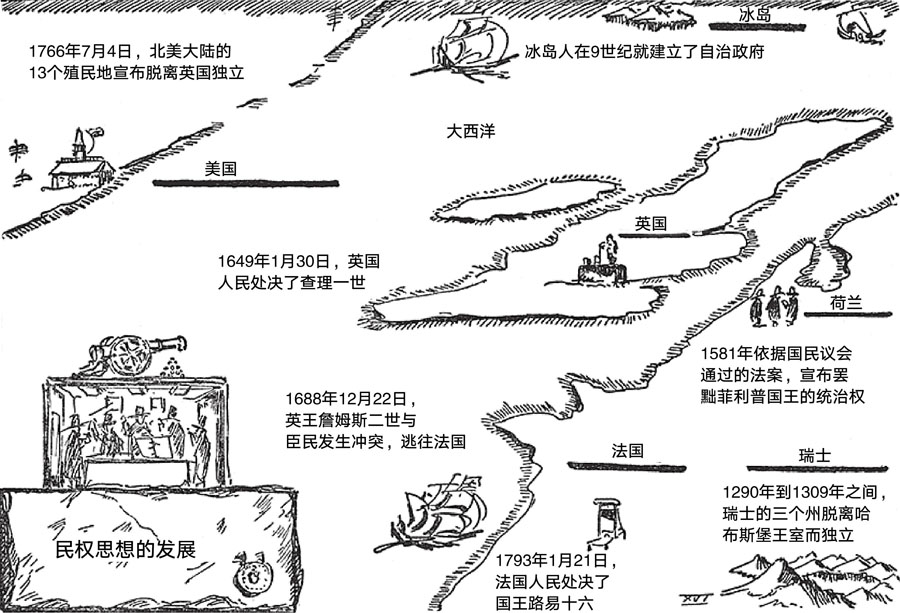 冰岛
1766年7月4日，北美大陆的
13个殖民地宣布脱离英国独立
冰岛人在9世纪就建立了自治政府
大西洋
美国
英国
1649年1月30日，英国
人民处决了查理一世
荷兰
1581年依据国民议会
通过的法案，宣布罢
黜菲利普国王的统治权
1688年12月22日，
英王詹姆斯二世与
臣民发生冲突，逃往法国
法国
瑞士
1290年到1309年之间，
瑞士的三个州脱离哈
布斯堡王室而独立
民权思想的发展
1793年1月21日，
法国人民处决了
国王路易十六